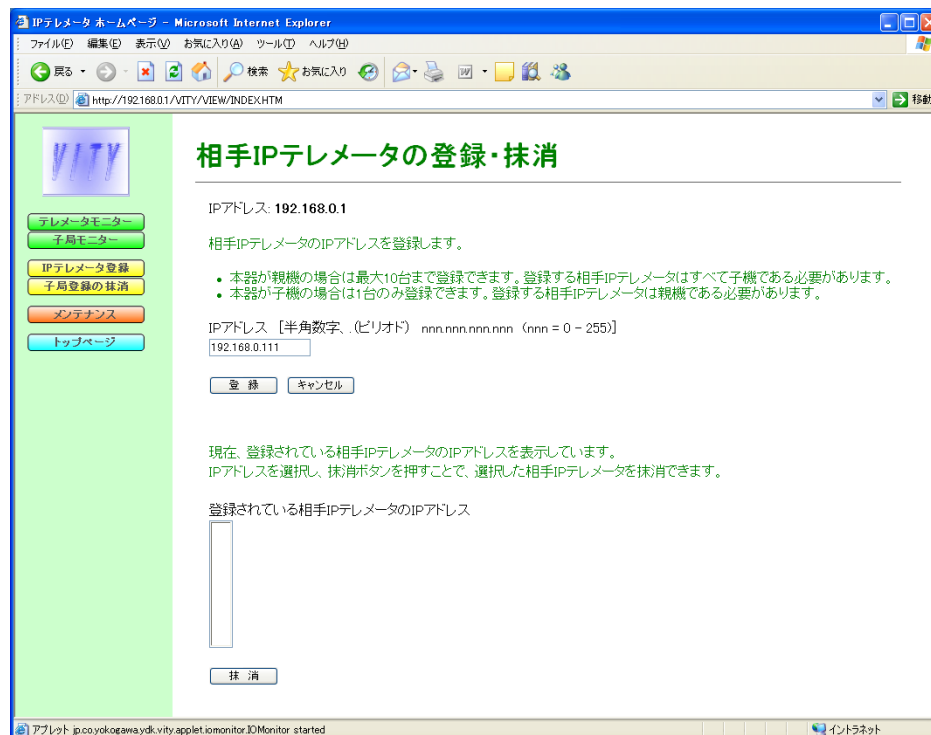 IPテレメータ ホームページ - Microsoft Internet Explorer
ファイル(F) 編集(E) 表示(V) お気に入り(A) ツール(T) ヘルプ(H)
戻る 検索 お気に入り
アドレス(D) http://192.168.0.1/VITY/VIEW/INDEX.HTM 移動
VITY
テレメータモニター
子局モニター
IPテレメータ登録
子局登録の抹消
メンテナンス
トップページ
相手IPテレメータの登録・抹消
IPアドレス: 192.168.0.1
相手IPテレメータのIPアドレスを登録します。
• 本器が親機の場合は最大10台まで登録できます。登録する相手IPテレメータはすべて子機である必要があります。
• 本器が子機の場合は1台のみ登録できます。登録する相手IPテレメータは親機である必要があります。
IPアドレス [半角数字、.(ピリオド) nnn.nnn.nnn.nnn (nnn = 0 - 255)]
192.168.0.111
登 録 キャンセル
現在、登録されている相手IPテレメータのIPアドレスを表示しています。
IPアドレスを選択し、抹消ボタンを押すことで、選択した相手IPテレメータを抹消できます。
登録されている相手IPテレメータのIPアドレス
抹 消
アプレット jp.co.yokogawa.ydk.vity.applet.iomonitor.IOMonitor started イントラネット